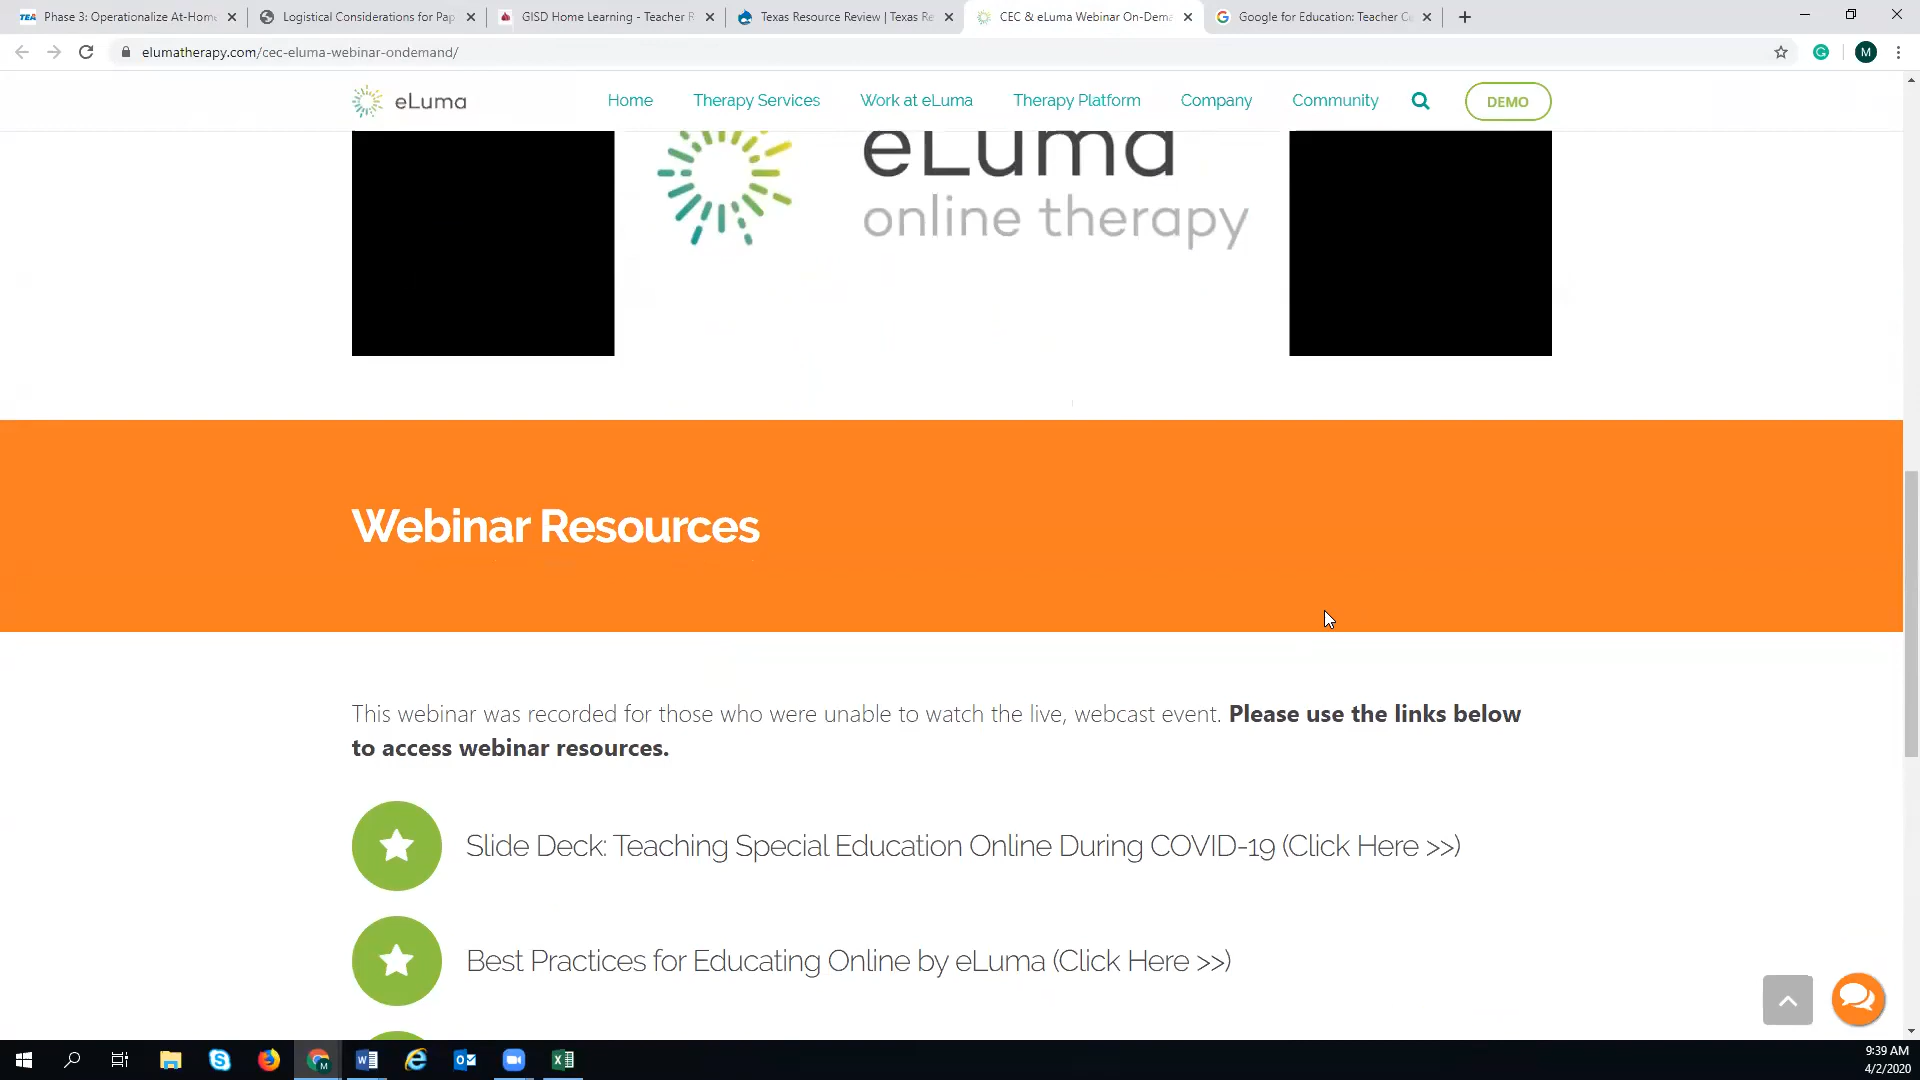 TEA Phase 3: Operationalize At-Hom
Logistical Considerations for Pap
GISD Home Learning - Teacher R
Texas Resource Review | Texas Re
CEC & eLuma Webinar On-Dema
Google for Education: Teacher C
elumatherapy.com/cec-eluma-webinar-ondemand/
G
M
eLuma
Home
Therapy Services
Work at eLuma
Therapy Platform
Company
Community
DEMO
eLuma
online therapy
Webinar Resources
This webinar was recorded for those who were unable to watch the live, webcast event. Please use the links below
to access webinar resources.
Slide Deck: Teaching Special Education Online During COVID-19 (Click Here >>)
Best Practices for Educating Online by eLuma (Click Here >>)
9:39 AM
4/2/2020